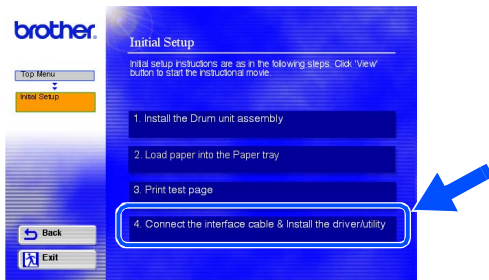 brother.
Initial Setup
Initial setup instructions are as in the following steps. Click 'View'
button to start the instructional movie.
Top Menu
Initial Setup
1. Install the Drum unit assembly
2. Load paper into the Paper tray
3. Print test page
4. Connect the interface cable & Install the driver/utility
Back
Exit